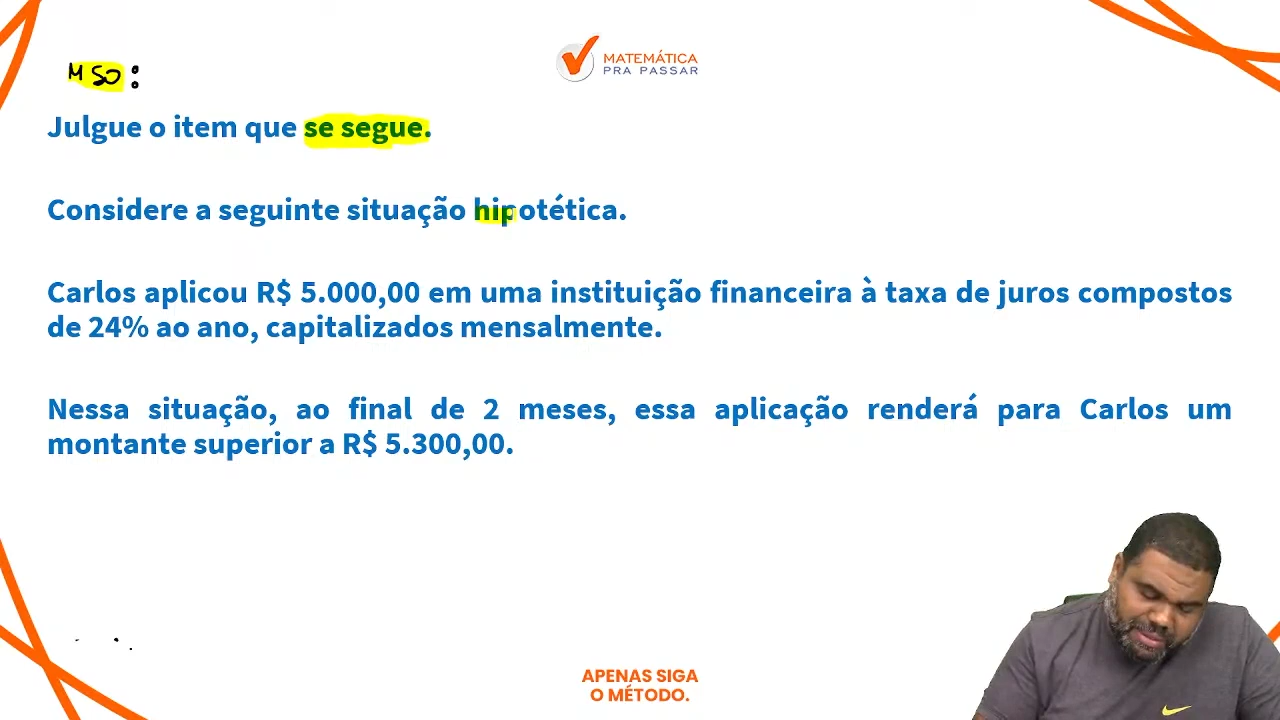 MATEMÁTICA
PRA PASSAR
MSO:
Julgue o item que se segue.
Considere a seguinte situação hipotética.
Carlos aplicou R$ 5.000,00 em uma instituição financeira à taxa de juros compostos
de 24% ao ano, capitalizados mensalmente.
Nessa situação, ao final de 2 meses, essa aplicação renderá para Carlos um
montante superior a R$ 5.300,00.
APENAS SIGA
O MÉTODO.